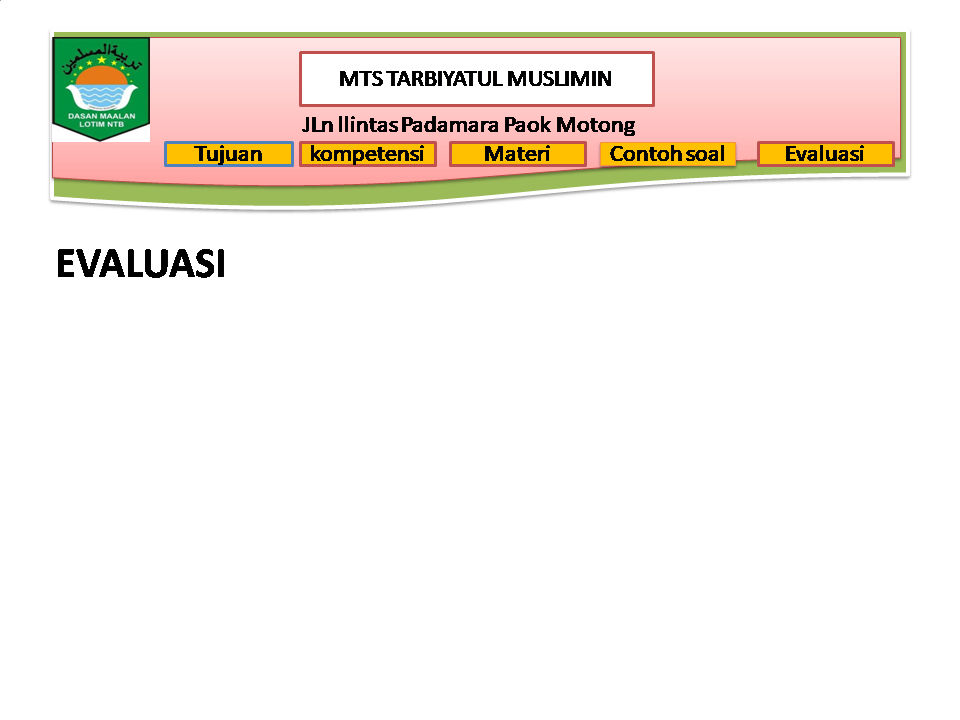 تربية المسلمين
DASAN MAALAN
LOTIM NTB
MTS TARBIYATUL MUSLIMIN
JLn llintas Padamara Paok Motong
Tujuan kompetensi Materi Contoh soal Evaluasi
EVALUASI